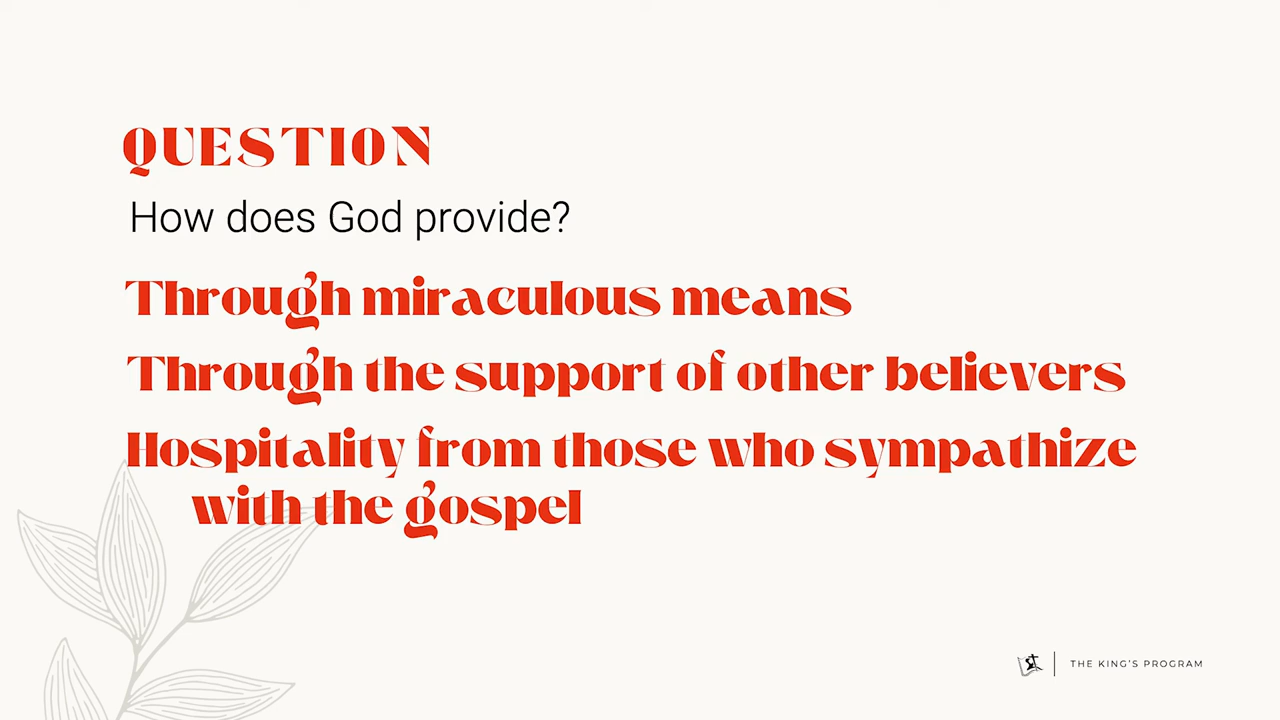 QUESTION
How does God provide?
Through miraculous means
Through the support of other believers
Hospitality from those who sympathize
with the gospel
THE KING'S PROGRAM